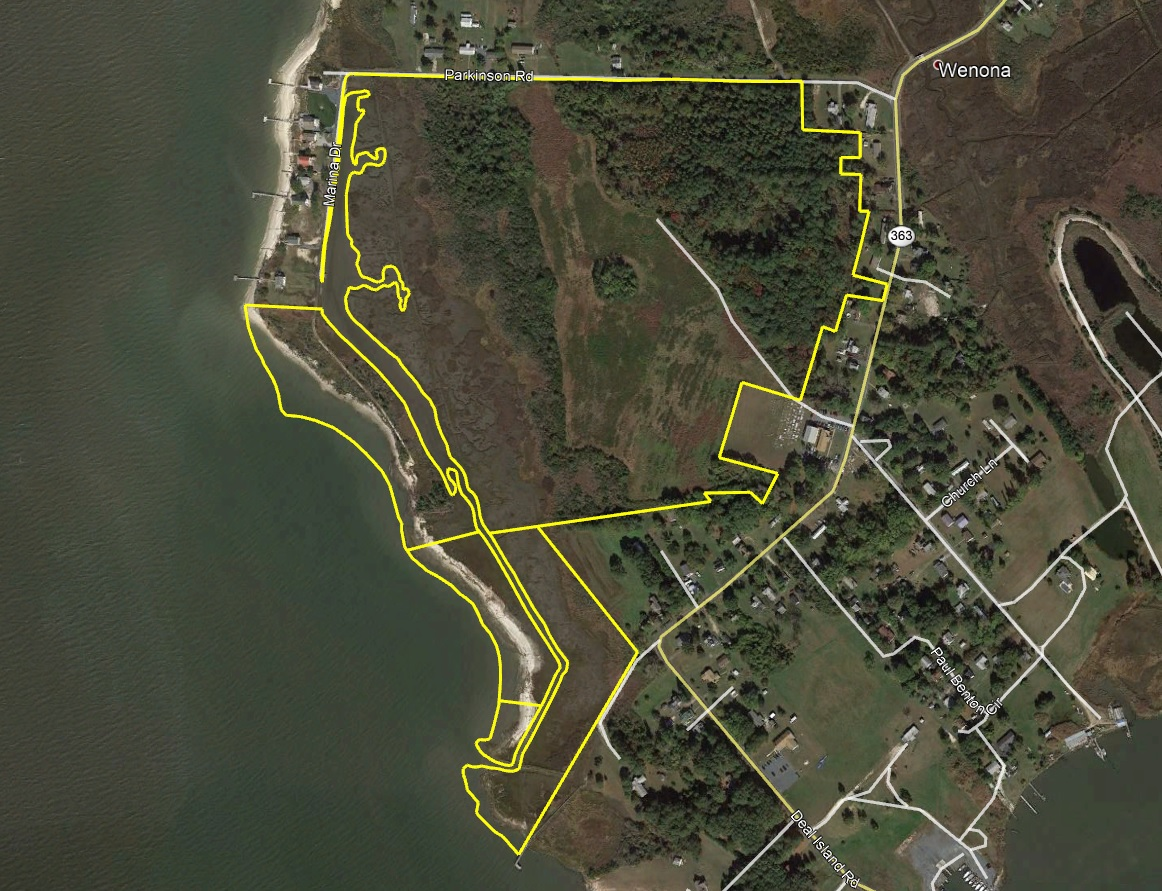 Parkinson Rd
Wenona
Marina Dr
363
Church Ln
Paul Benton Cir
Deal Island Rd